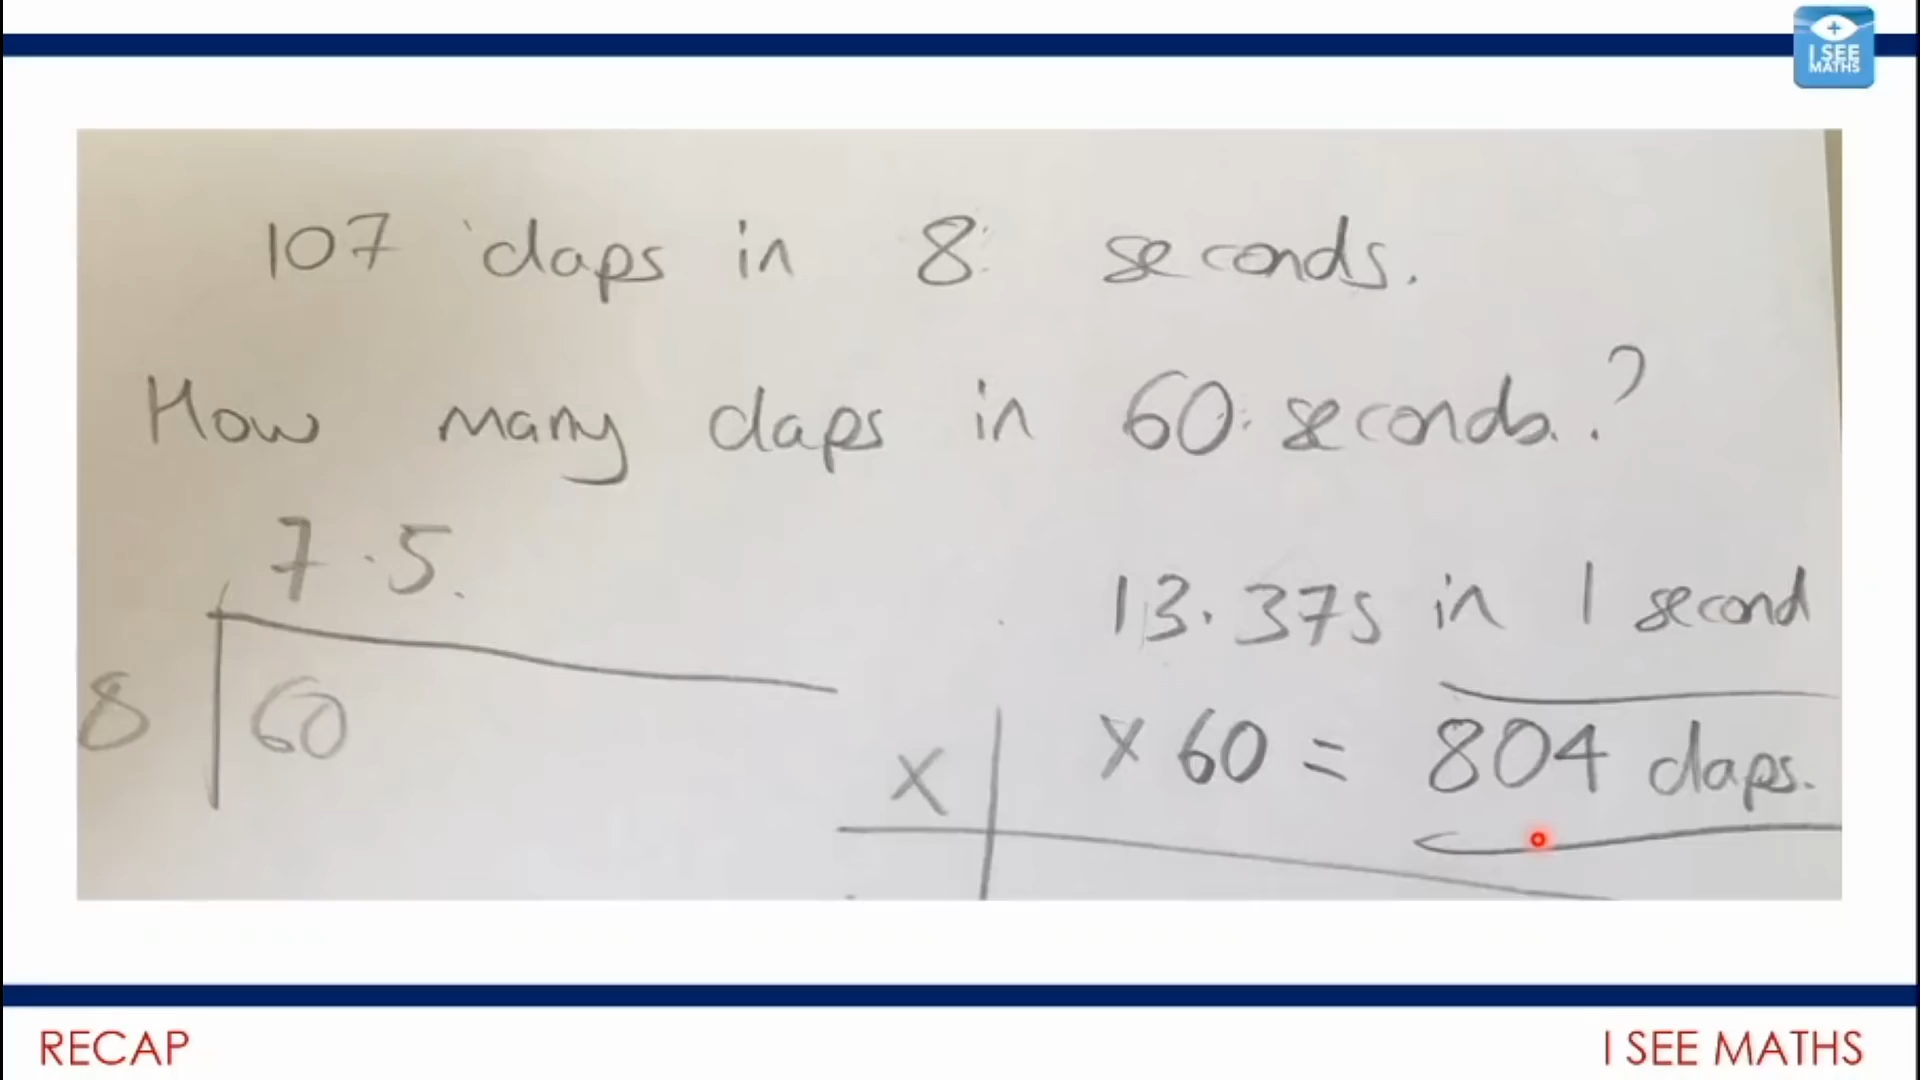 I SEE
MATHS
107 claps in 8 seconds.
How many claps in 60 seconds.?
7.5.
8 60
13.375 in 1 second
x 60 = 804 claps.
X
RECAP
I SEE MATHS